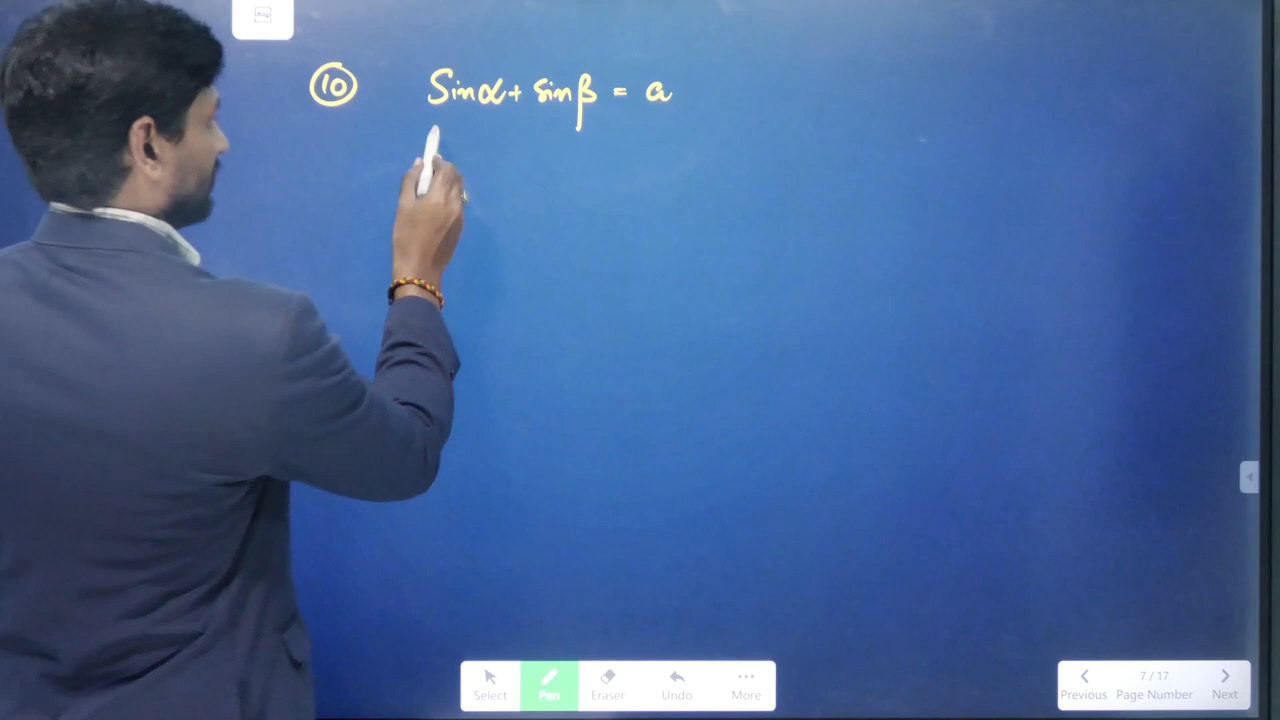 ⑩ Sinα + sinβ = a
Select Pen Eraser Undo More
7 / 17
Previous Page Number Next